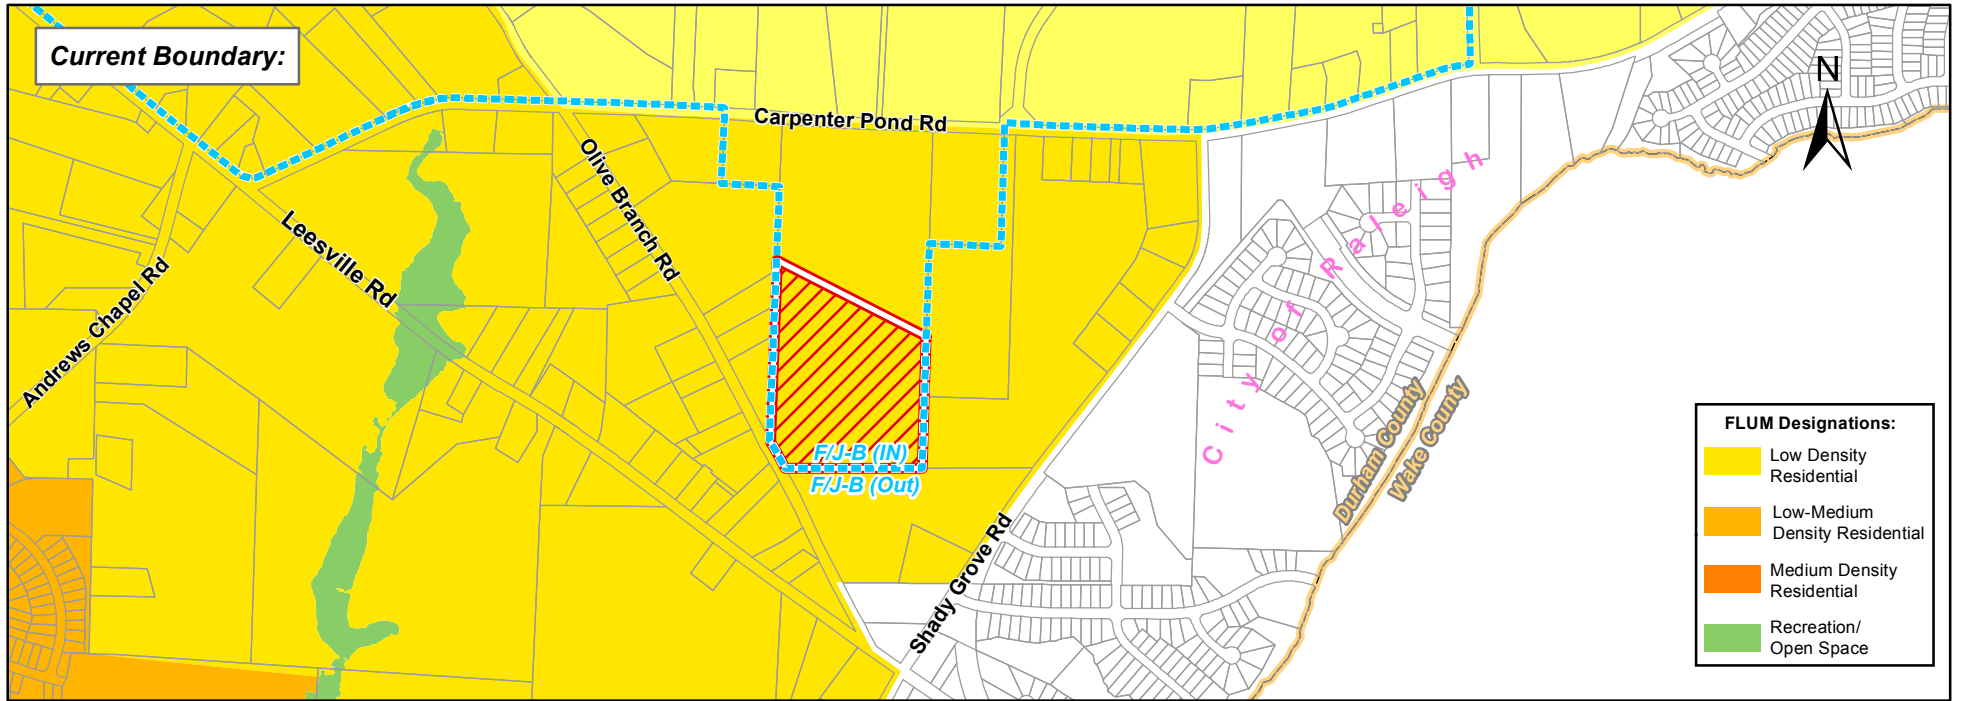 Current Boundary:
N
Carpenter Pond Rd
Olive Branch Rd
Leesville Rd
Andrews Chapel Rd
City of Raleigh
F/J-B (IN)
F/J-B (Out)
Shady Grove Rd
Durham County
Wake County
FLUM Designations:
Low Density
Residential
Low-Medium
Density Residential
Medium Density
Residential
Recreation/
Open Space